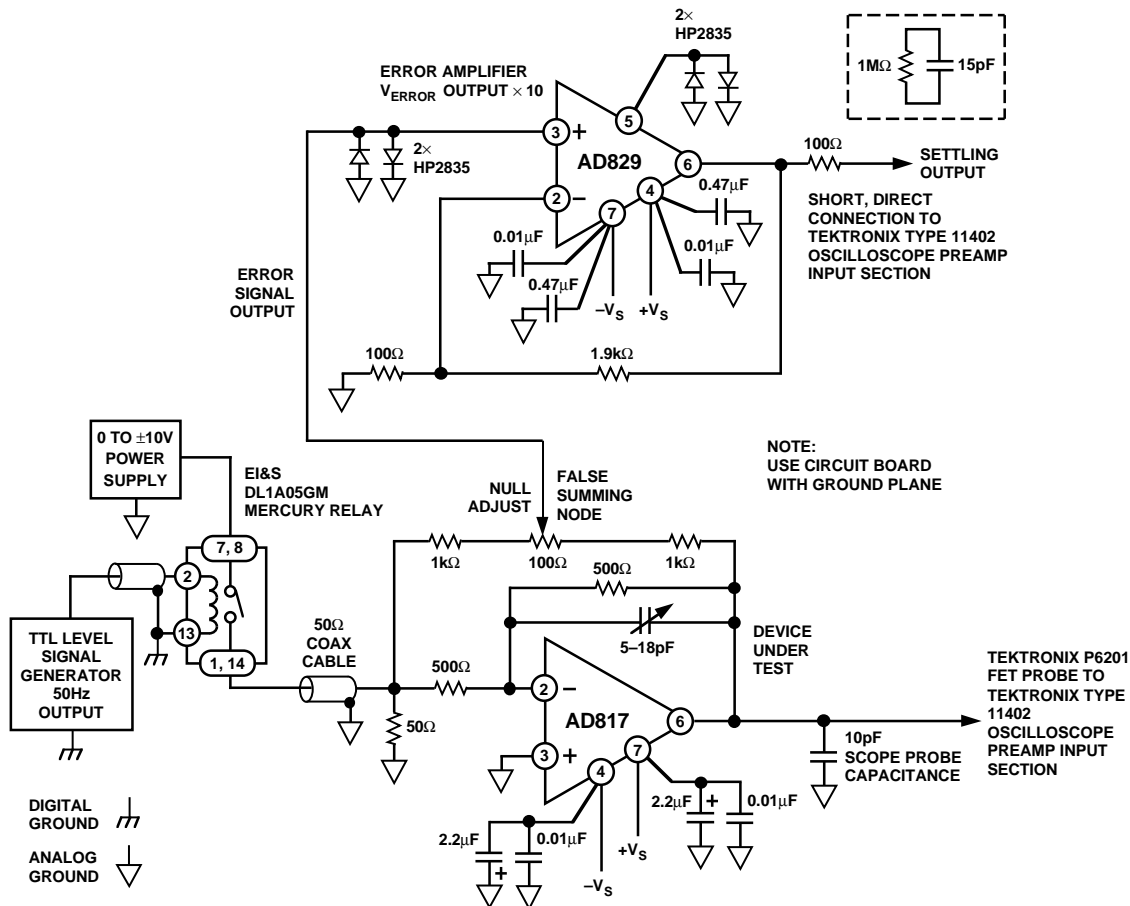 2×
HP2835
1MΩ
15pF
ERROR AMPLIFIER
VERROR OUTPUT × 10
5
3
+
2×
HP2835
AD829
6
100Ω
SETTLING
OUTPUT
4
0.47μF
2
−
7
0.01μF
0.01μF
0.47μF
−VS
+VS
SHORT, DIRECT
CONNECTION TO
TEKTRONIX TYPE 11402
OSCILLOSCOPE PREAMP
INPUT SECTION
ERROR
SIGNAL
OUTPUT
100Ω
1.9kΩ
0 TO ±10V
POWER
SUPPLY
EI&S
DL1A05GM
MERCURY RELAY
NULL
ADJUST
FALSE
SUMMING
NODE
NOTE:
USE CIRCUIT BOARD
WITH GROUND PLANE
7, 8
2
13
1, 14
1kΩ
100Ω
1kΩ
500Ω
5–18pF
TTL LEVEL
SIGNAL
GENERATOR
50Hz
OUTPUT
50Ω
COAX
CABLE
500Ω
50Ω
2
−
AD817
6
3
+
4
7
DEVICE
UNDER
TEST
TEKTRONIX P6201
FET PROBE TO
TEKTRONIX TYPE
11402
OSCILLOSCOPE
PREAMP INPUT
SECTION
10pF
SCOPE PROBE
CAPACITANCE
2.2μF
+
0.01μF
2.2μF
+
0.01μF
+VS
−VS
DIGITAL
GROUND
ANALOG
GROUND